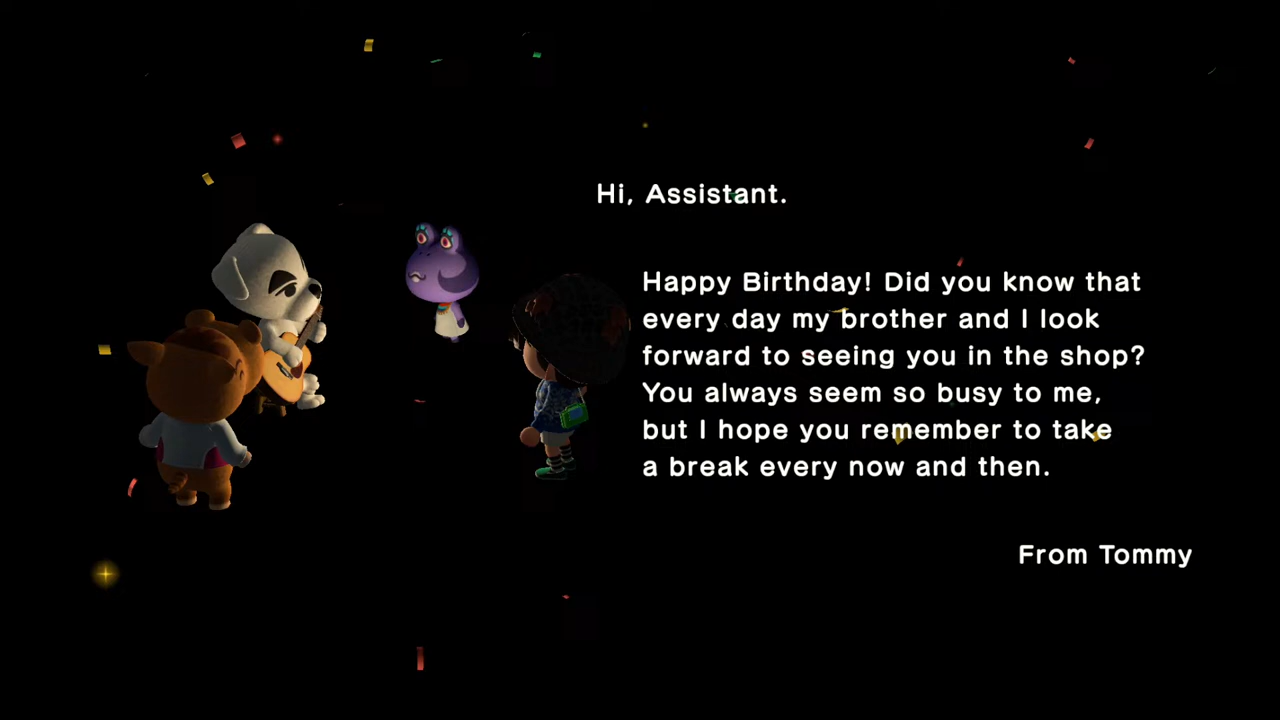 Hi, Assistant.
Happy Birthday! Did you know that
every day my brother and I look
forward to seeing you in the shop?
You always seem so busy to me,
but I hope you remember to take
a break every now and then.
From Tommy